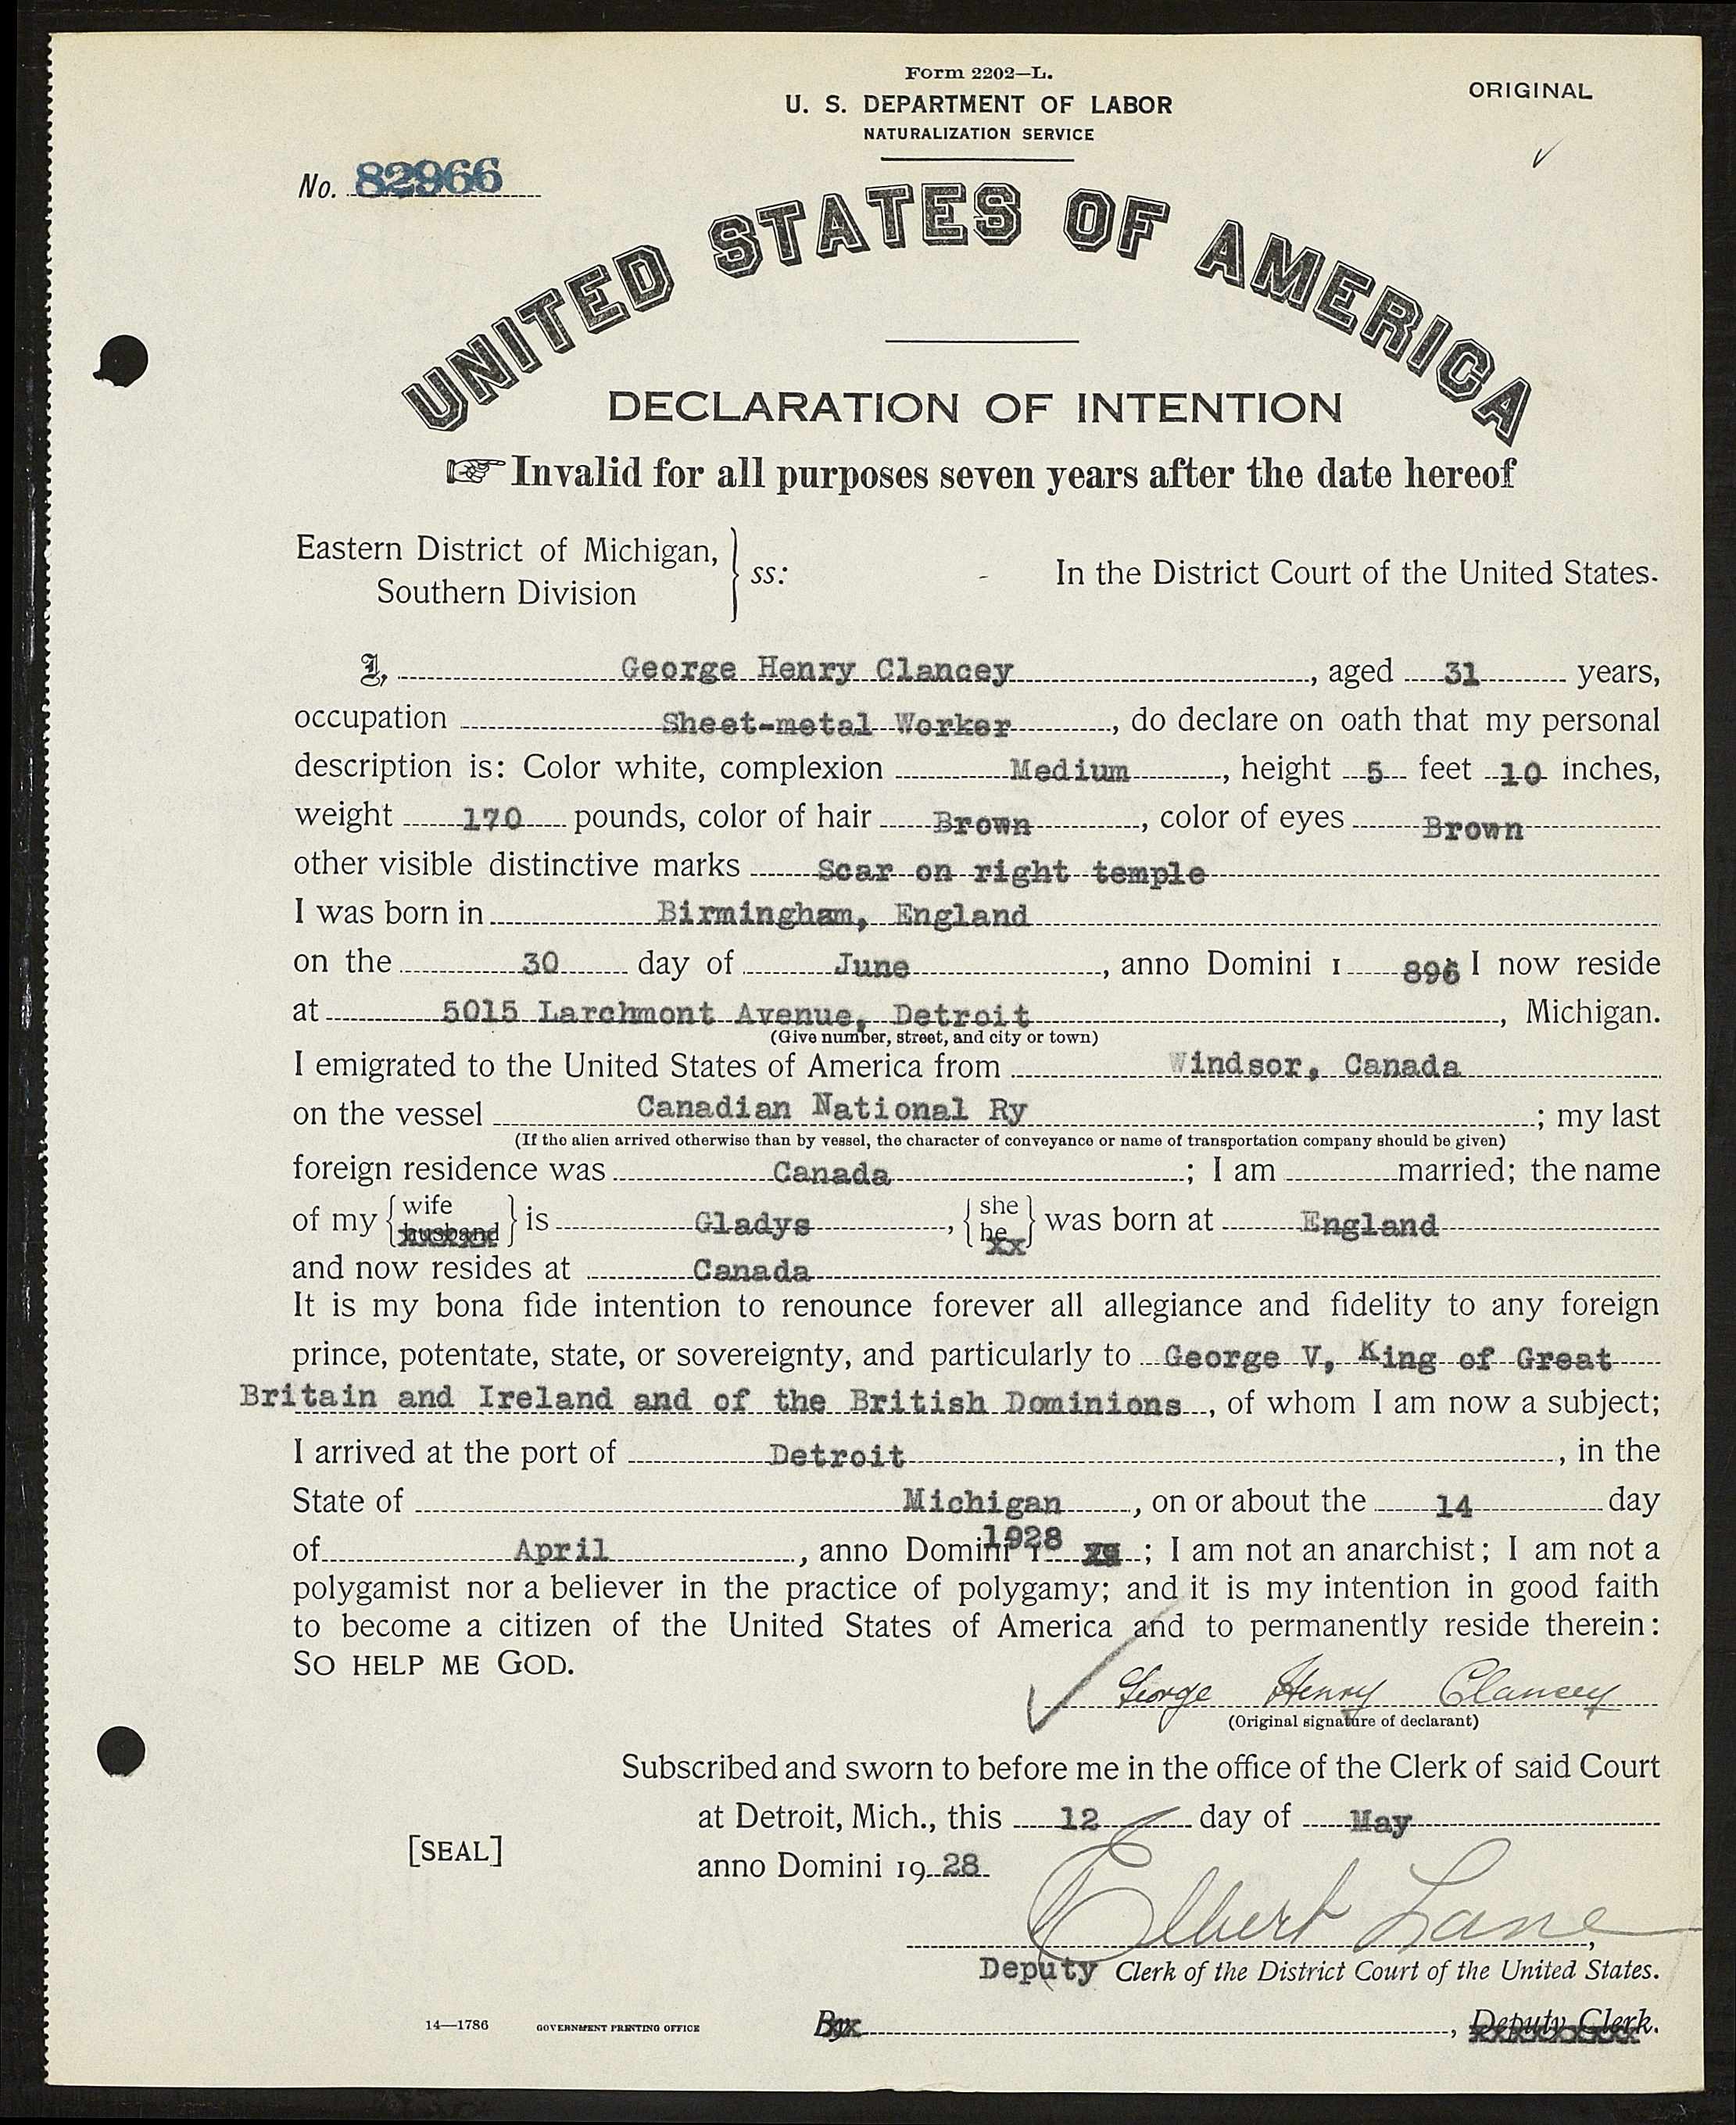 Form 2202—L.
ORIGINAL
U. S. DEPARTMENT OF LABOR
NATURALIZATION SERVICE
No. 82966
UNITED STATES OF AMERICA
DECLARATION OF INTENTION
☞ Invalid for all purposes seven years after the date hereof
Eastern District of Michigan,
Southern Division
ss:
In the District Court of the United States.
I, George Henry Clancey, aged 31 years,
occupation Sheet-metal Worker, do declare on oath that my personal
description is: Color white, complexion Medium, height 5 feet 10 inches,
weight 170 pounds, color of hair Brown, color of eyes Brown
other visible distinctive marks Scar on right temple
I was born in Birmingham, England
on the 30 day of June, anno Domini 1 896 I now reside
at 5015 Larchmont Avenue, Detroit, Michigan.
(Give number, street, and city or town)
I emigrated to the United States of America from Windsor, Canada
on the vessel Canadian National Ry; my last
(If the alien arrived otherwise than by vessel, the character of conveyance or name of transportation company should be given)
foreign residence was Canada; I am married; the name
of my {wife husband} is Gladys, {she he} was born at England
and now resides at Canada
It is my bona fide intention to renounce forever all allegiance and fidelity to any foreign
prince, potentate, state, or sovereignty, and particularly to George V, King of Great
Britain and Ireland and of the British Dominions, of whom I am now a subject;
I arrived at the port of Detroit, in the
State of Michigan, on or about the 14 day
of April, anno Domini 1 1928; I am not an anarchist; I am not a
polygamist nor a believer in the practice of polygamy; and it is my intention in good faith
to become a citizen of the United States of America and to permanently reside therein:
SO HELP ME GOD.
George Henry Clancey
(Original signature of declarant)
Subscribed and sworn to before me in the office of the Clerk of said Court
at Detroit, Mich., this 12 day of May
[SEAL]
anno Domini 19 28
Elbert Lane,
Deputy Clerk of the District Court of the United States.
14—1786 GOVERNMENT PRINTING OFFICE By, Deputy Clerk.